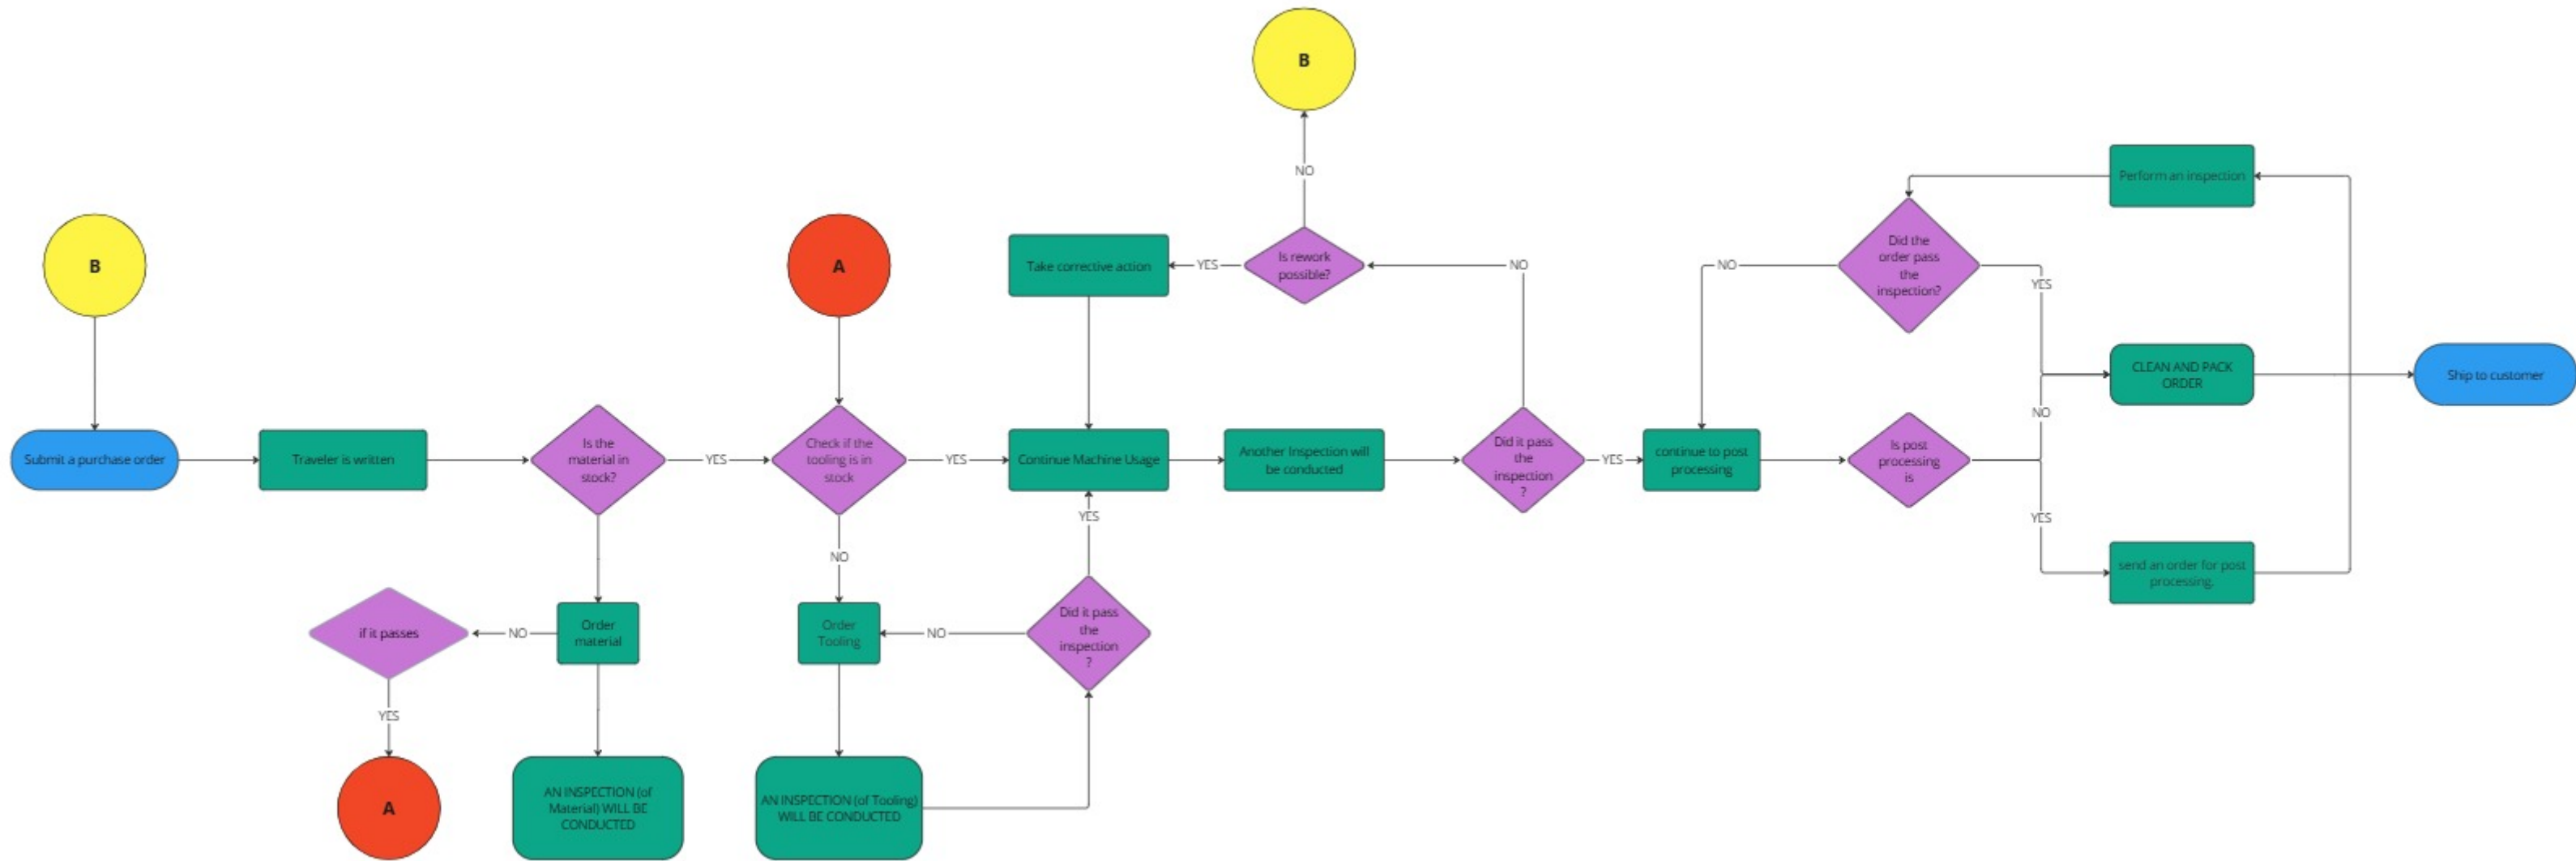 B
NO
Perform an inspection
B
A
Take corrective action
YES
Is rework
possible?
NO
NO
Did the
order pass
the
inspection?
YES
CLEAN AND PACK
ORDER
Ship to customer
Submit a purchase order
Traveler is written
Is the
material in
stock?
YES
Check if the
tooling is in
stock
YES
Continue Machine Usage
Another Inspection will
be conducted
Did it pass
the
inspection
?
YES
continue to post
processing
Is post
processing
is
NO
YES
send an order for post
processing.
NO
YES
if it passes
NO
Order
material
Order
Tooling
NO
Did it pass
the
inspection
?
YES
A
AN INSPECTION (of
Material) WILL BE
CONDUCTED
AN INSPECTION (of Tooling)
WILL BE CONDUCTED